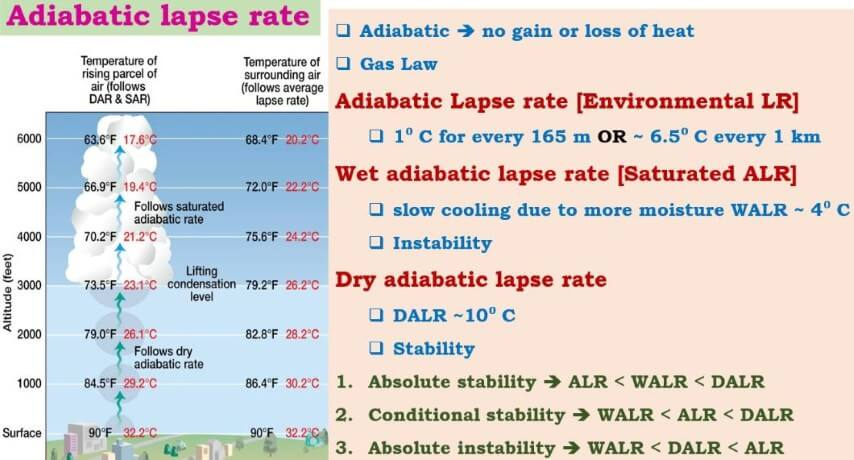 Adiabatic lapse rate
Temperature of
rising parcel of
air (follows
DAR & SAR)
Temperature of
surrounding air
(follows average
lapse rate)
Altitude (feet)
6000 63.6°F 17.6°C 68.4°F 20.2°C
5000 66.9°F 19.4°C 72.0°F 22.2°C
Follows saturated
adiabatic rate
4000 70.2°F 21.2°C 75.6°F 24.2°C
Lifting
condensation
level
3000 73.5°F 23.1°C 79.2°F 26.2°C
2000 79.0°F 26.1°C 82.8°F 28.2°C
Follows dry
adiabatic rate
1000 84.5°F 29.2°C 86.4°F 30.2°C
Surface 90°F 32.2°C 90°F 32.2°C
❑ Adiabatic ➔ no gain or loss of heat
❑ Gas Law
Adiabatic Lapse rate [Environmental LR]
❑ 1⁰ C for every 165 m OR ~ 6.5⁰ C every 1 km
Wet adiabatic lapse rate [Saturated ALR]
❑ slow cooling due to more moisture WALR ~ 4⁰ C
❑ Instability
Dry adiabatic lapse rate
❑ DALR ~10⁰ C
❑ Stability
1. Absolute stability ➔ ALR < WALR < DALR
2. Conditional stability ➔ WALR < ALR < DALR
3. Absolute instability ➔ WALR < DALR < ALR